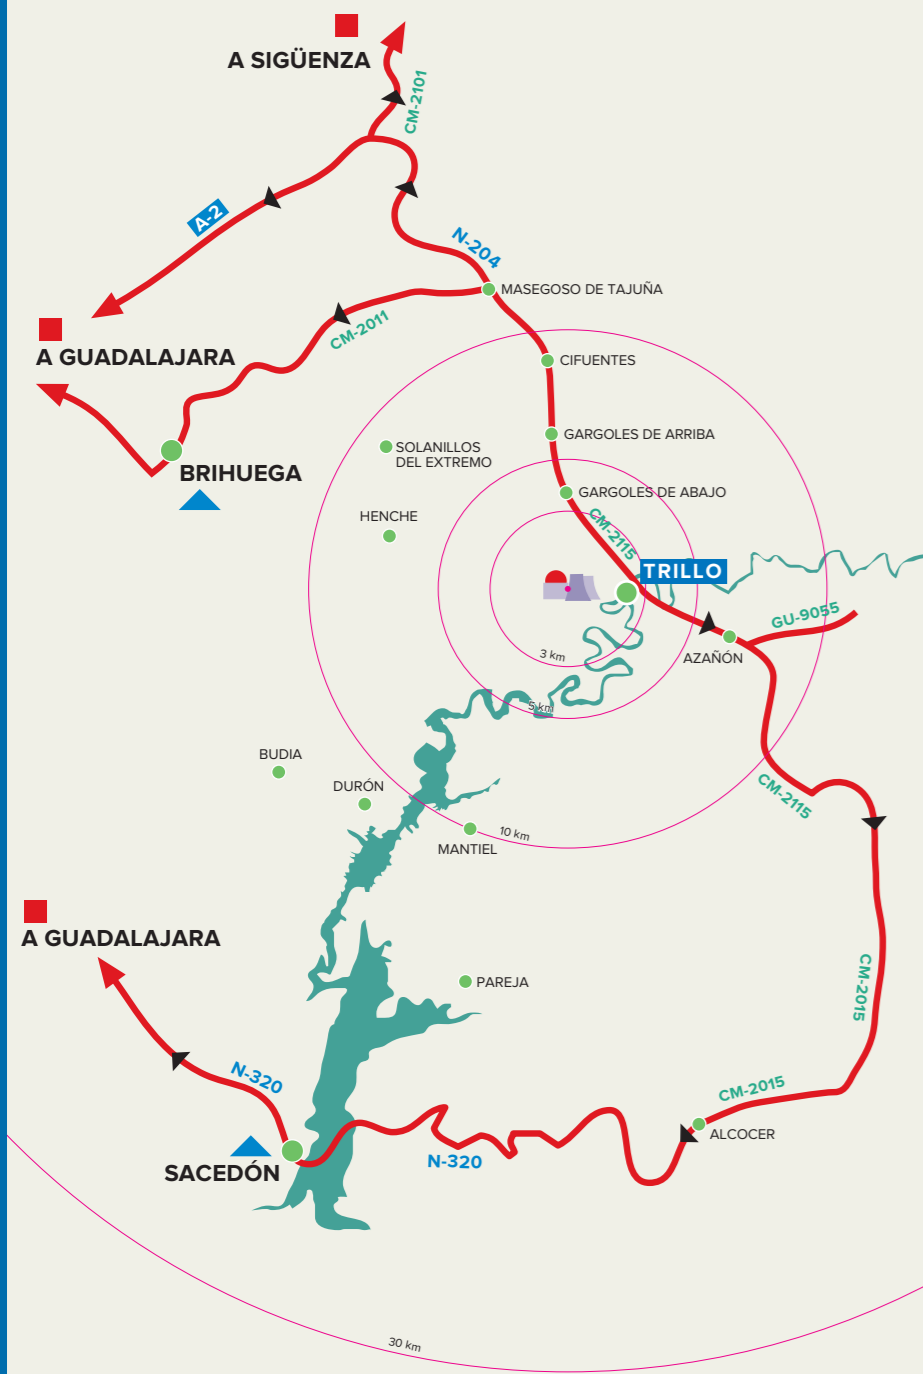 A SIGÜENZA
CM-2101
A-2
N-204
MASEGOSO DE TAJUÑA
CM-2011
A GUADALAJARA
CIFUENTES
GARGOLES DE ARRIBA
SOLANILLOS
DEL EXTREMO
BRIHUEGA
GARGOLES DE ABAJO
HENCHE
CM-2115
TRILLO
GU-9055
3 km
AZAÑÓN
5 km
BUDIA
DURÓN
CM-2115
10 km
MANTIEL
A GUADALAJARA
PAREJA
CM-2015
N-320
CM-2015
ALCOCER
N-320
SACEDÓN
30 km